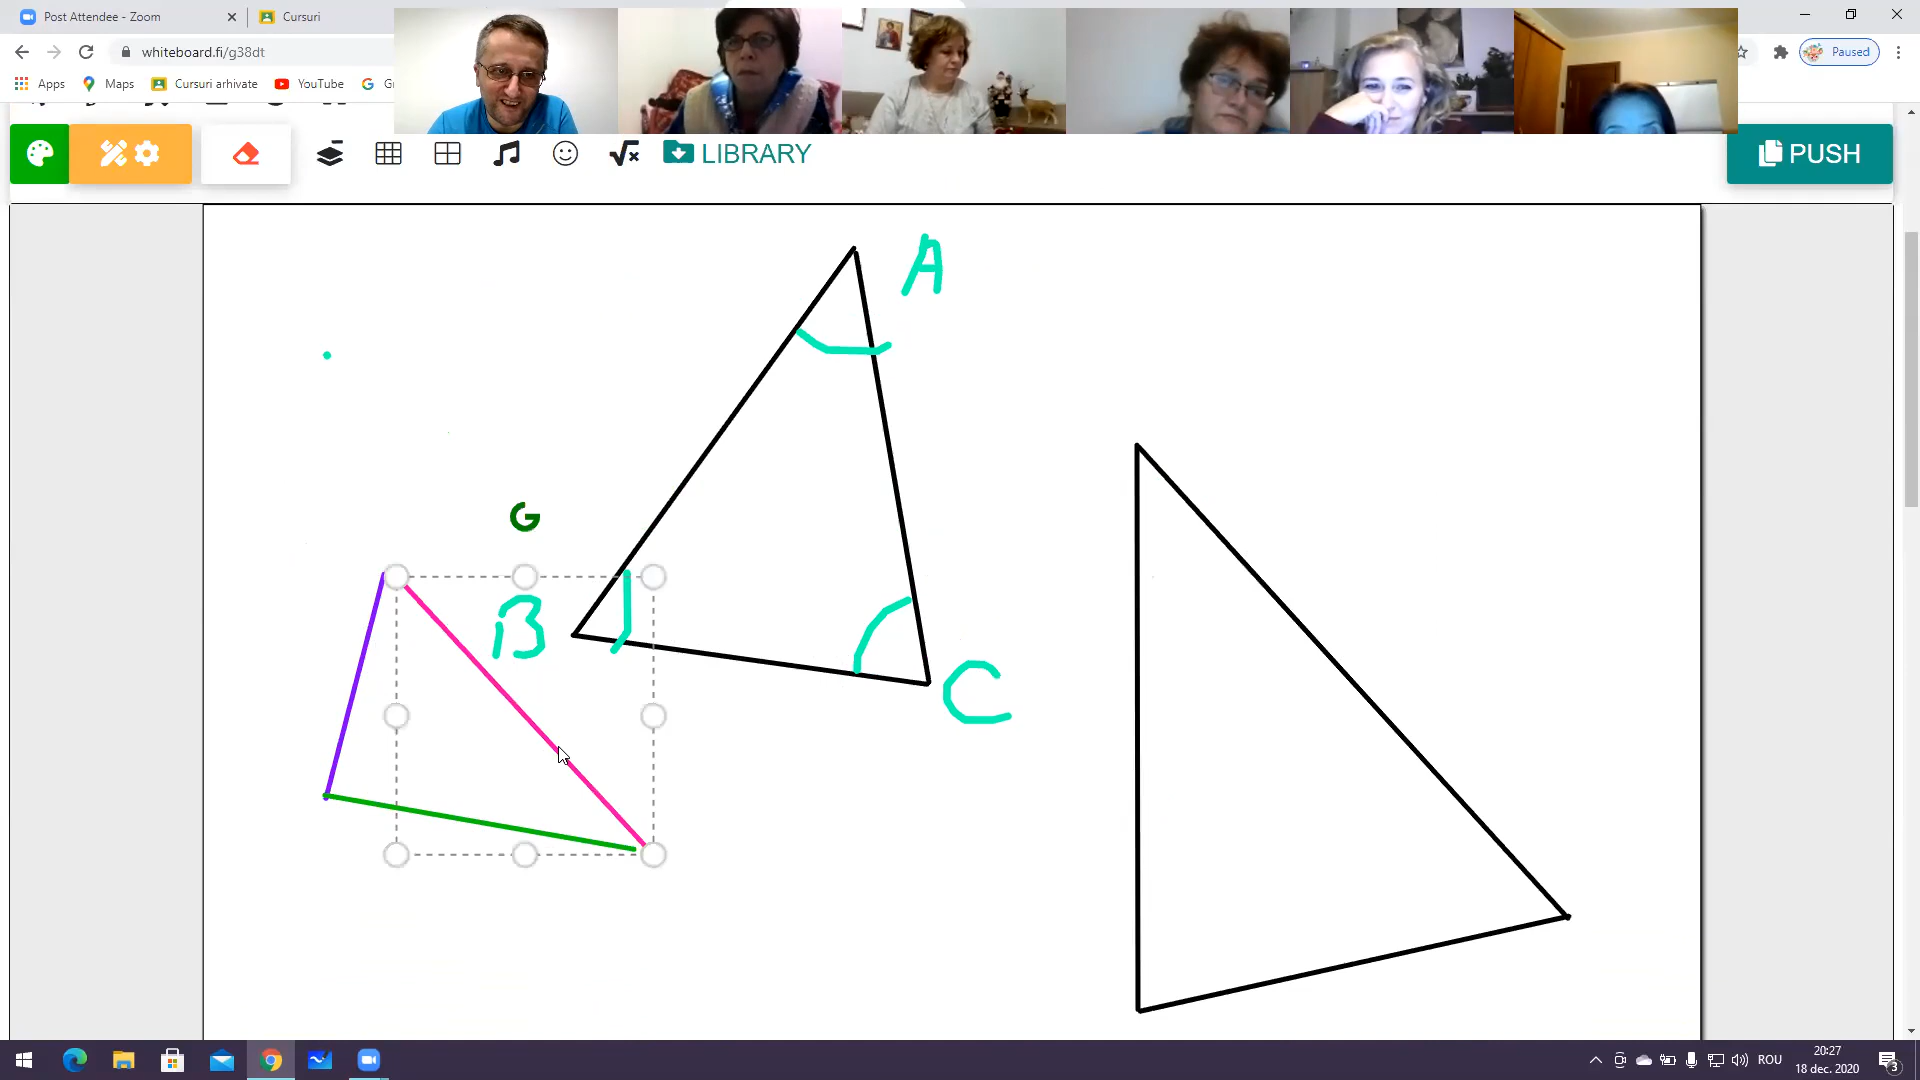 Post Attendee - Zoom
Cursuri
whiteboard.fi/g38dt
Paused
Apps
Maps
Cursuri arhivate
YouTube
LIBRARY
PUSH
A
G
B
C
ROU
20:27
18 dec. 2020
3